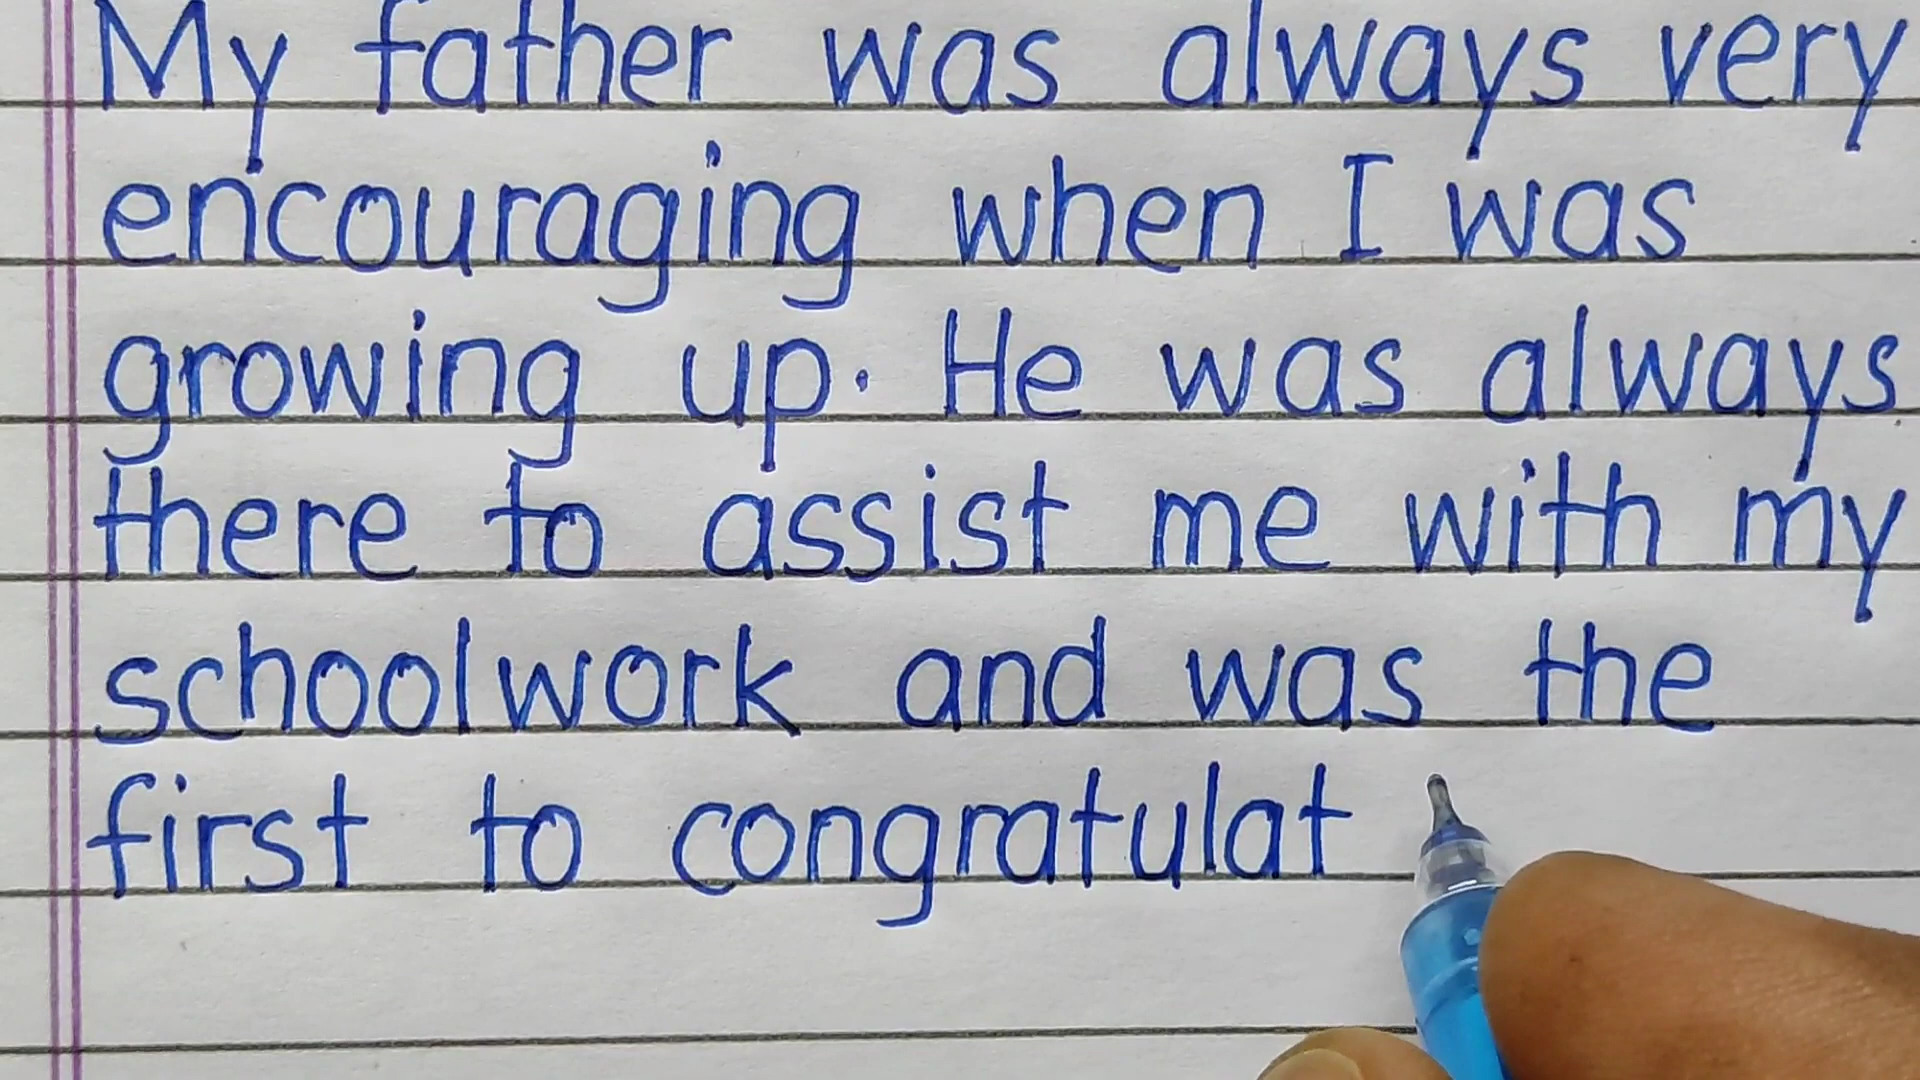 My father was always very
encouraging when I was
growing up. He was always
there to assist me with my
schoolwork and was the
first to congratulat